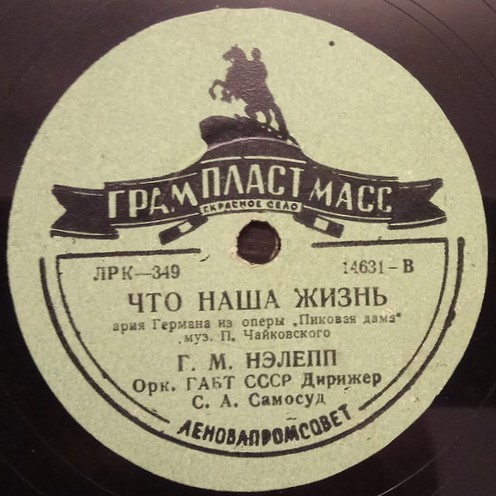 ГРАМПЛАСТМАСС
г. КРАСНОЕ СЕЛО
ЛРК—349
14631-В
ЧТО НАША ЖИЗНЬ
ария Германа из оперы „Пиковая дама"
муз. П. Чайковского
Г. М. НЭЛЕПП
Орк. ГАБТ СССР Дирижер
С. А. Самосуд
ЛЕНОБЛПРОМСОВЕТ